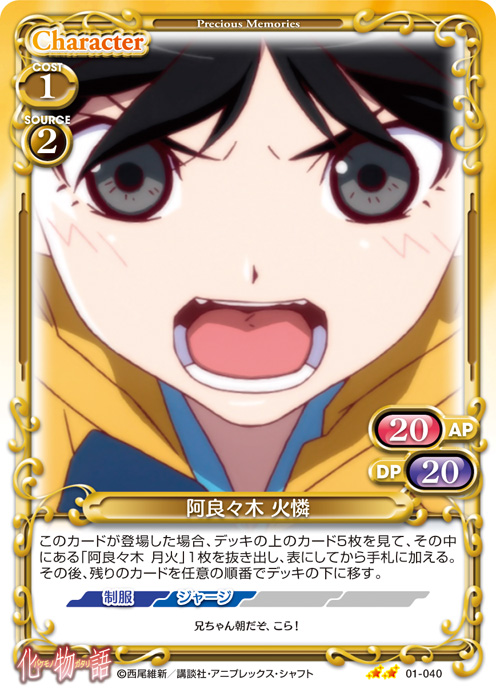 Precious Memories
Character
COST
1
SOURCE
2
20 AP
DP 20
阿良々木 火憐
このカードが登場した場合、デッキの上のカード5枚を見て、その中
にある「阿良々木 月火」1枚を抜き出し、表にしてから手札に加える。
その後、残りのカードを任意の順番でデッキの下に移す。
制服 ジャージ
兄ちゃん朝だぞ、こら!
化物語
バケモノガタリ
©西尾維新/講談社・アニプレックス・シャフト
01-040